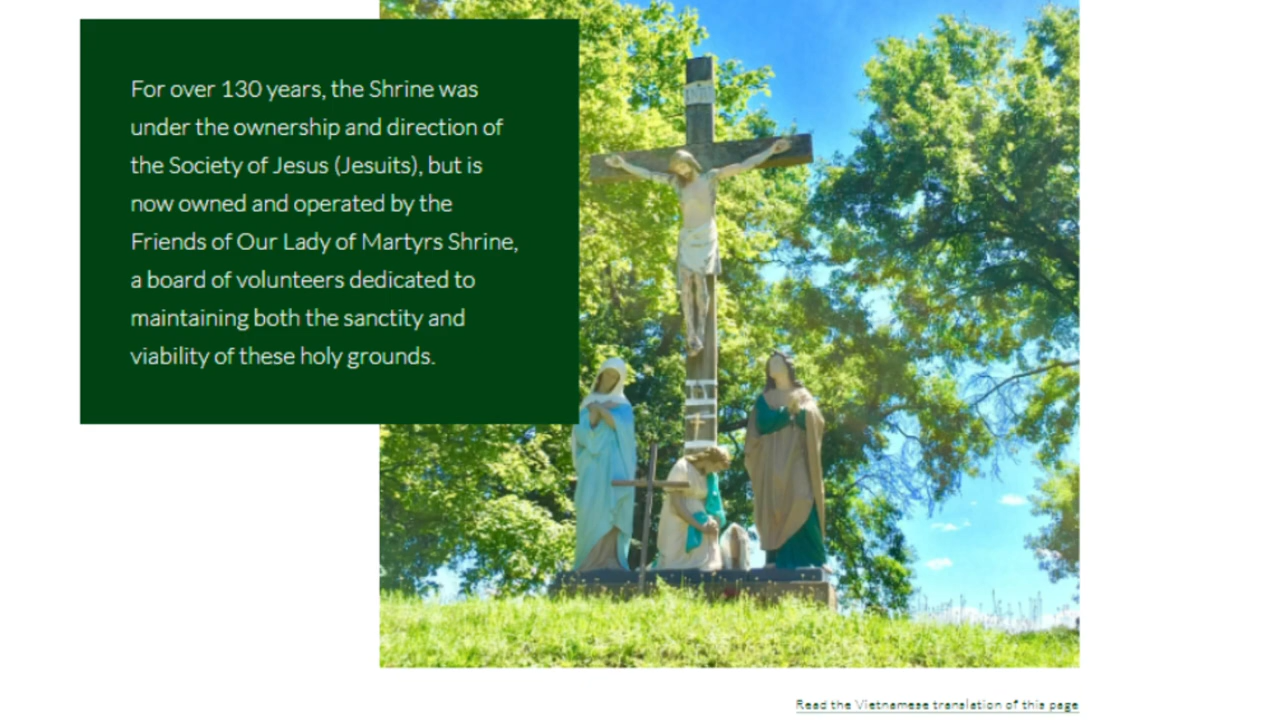 For over 130 years, the Shrine was
under the ownership and direction of
the Society of Jesus (Jesuits), but is
now owned and operated by the
Friends of Our Lady of Martyrs Shrine,
a board of volunteers dedicated to
maintaining both the sanctity and
viability of these holy grounds.
INRI
Read the Vietnamese translation of this page